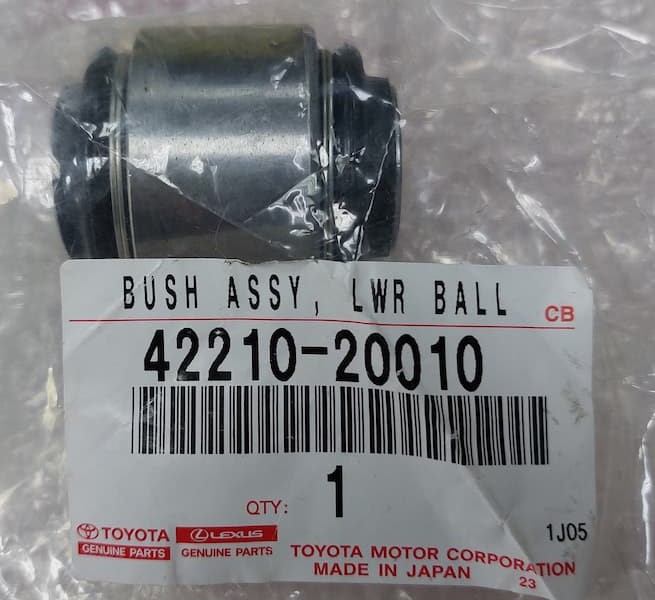 BUSH ASSY, LWR BALL
CB
42210-20010
QTY: 1
1J05
TOYOTA LEXUS
GENUINE PARTS GENUINE PARTS
TOYOTA MOTOR CORPORATION
MADE IN JAPAN 23